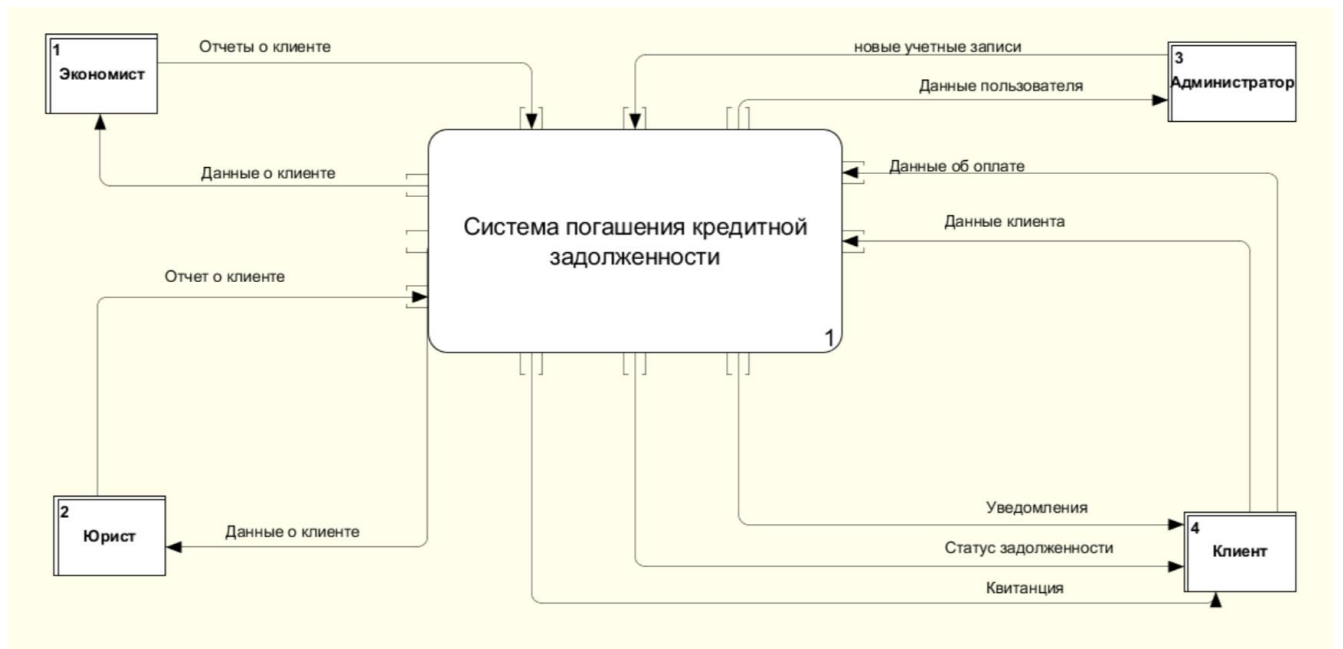 1
Экономист
Отчеты о клиенте
новые учетные записи
3
Администратор
Данные пользователя
Данные о клиенте
Данные об оплате
Данные клиента
Система погашения кредитной
задолженности
1
Отчет о клиенте
2
Юрист
Данные о клиенте
Уведомления
4
Клиент
Статус задолженности
Квитанция